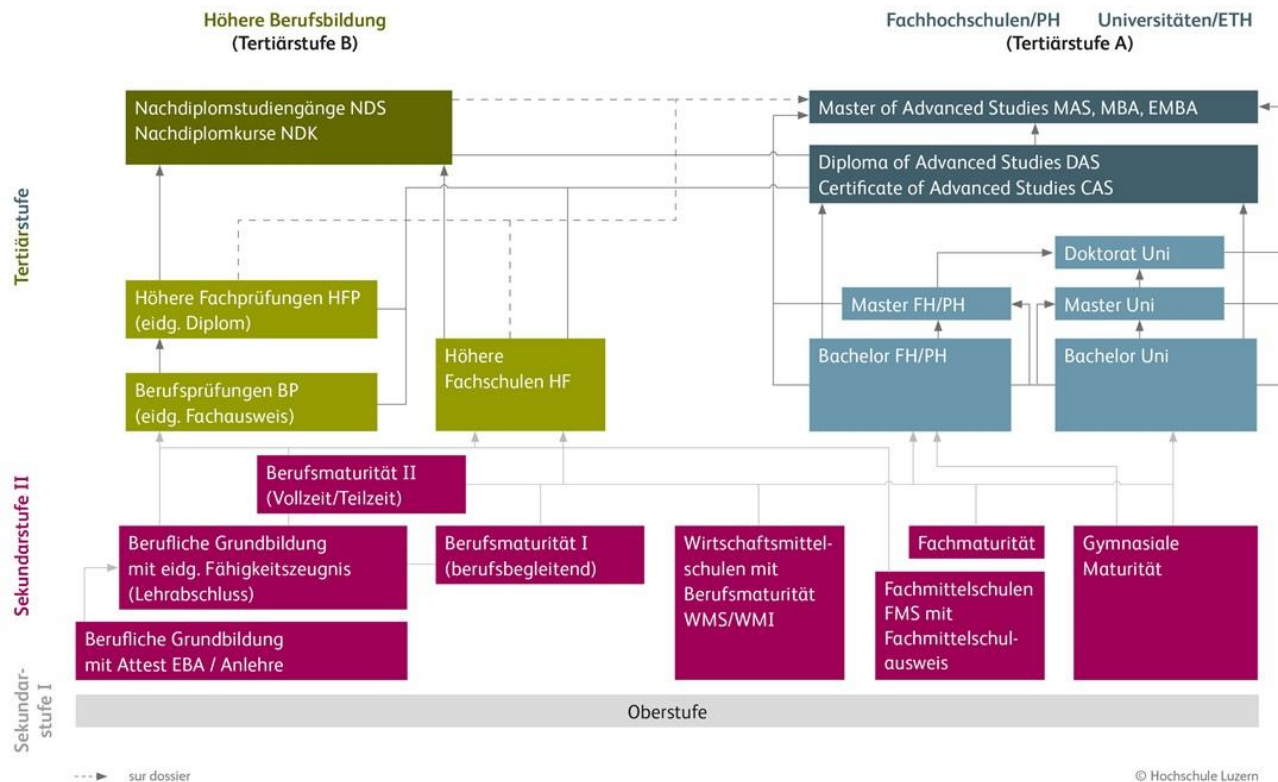 Höhere Berufsbildung
(Tertiärstufe B)
Fachhochschulen/PH Universitäten/ETH
(Tertiärstufe A)
Tertiärstufe
Nachdiplomstudiengänge NDS
Nachdiplomkurse NDK
Master of Advanced Studies MAS, MBA, EMBA
Diploma of Advanced Studies DAS
Certificate of Advanced Studies CAS
Doktorat Uni
Höhere Fachprüfungen HFP
(eidg. Diplom)
Master FH/PH
Master Uni
Höhere
Fachschulen HF
Bachelor FH/PH
Bachelor Uni
Berufsprüfungen BP
(eidg. Fachausweis)
Sekundarstufe II
Berufsmaturität II
(Vollzeit/Teilzeit)
Berufliche Grundbildung
mit eidg. Fähigkeitszeugnis
(Lehrabschluss)
Berufsmaturität I
(berufsbegleitend)
Wirtschaftsmittel-
schulen mit
Berufsmaturität
WMS/WMI
Fachmaturität
Fachmittelschulen
FMS mit
Fachmittelschul-
ausweis
Gymnasiale
Maturität
Berufliche Grundbildung
mit Attest EBA / Anlehre
Sekundar-
stufe I
Oberstufe
sur dossier
© Hochschule Luzern